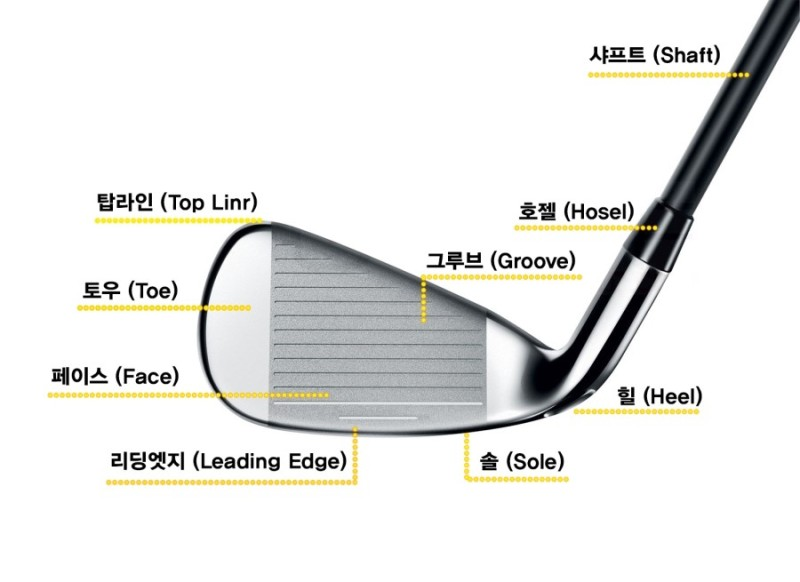 샤프트 (Shaft)
탑라인 (Top Linr)
호젤 (Hosel)
그루브 (Groove)
토우 (Toe)
페이스 (Face)
힐 (Heel)
리딩엣지 (Leading Edge)
솔 (Sole)